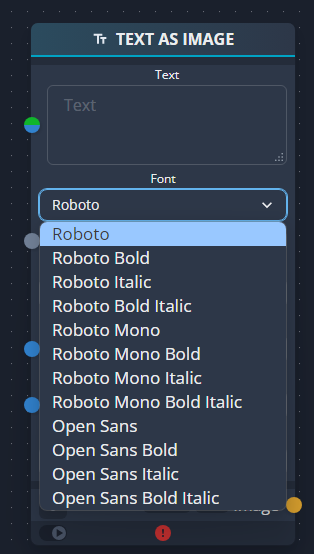 TEXT AS IMAGE
Text
Text
Font
Roboto
Roboto
Roboto Bold
Roboto Italic
Roboto Bold Italic
Roboto Mono
Roboto Mono Bold
Roboto Mono Italic
Roboto Mono Bold Italic
Open Sans
Open Sans Bold
Open Sans Italic
Open Sans Bold Italic
Image